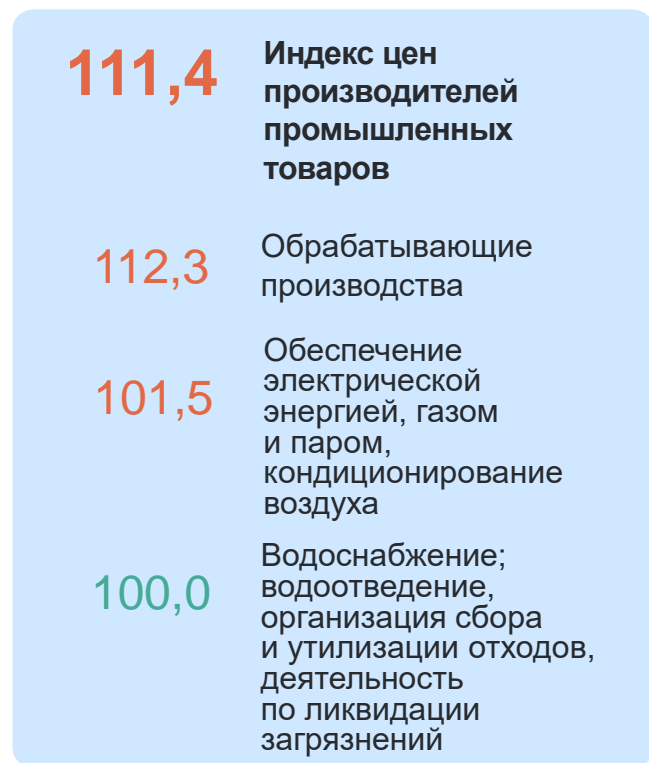 111,4
Индекс цен
производителей
промышленных
товаров
112,3
Обрабатывающие
производства
101,5
Обеспечение
электрической
энергией, газом
и паром,
кондиционирование
воздуха
100,0
Водоснабжение;
водоотведение,
организация сбора
и утилизации отходов,
деятельность
по ликвидации
загрязнений